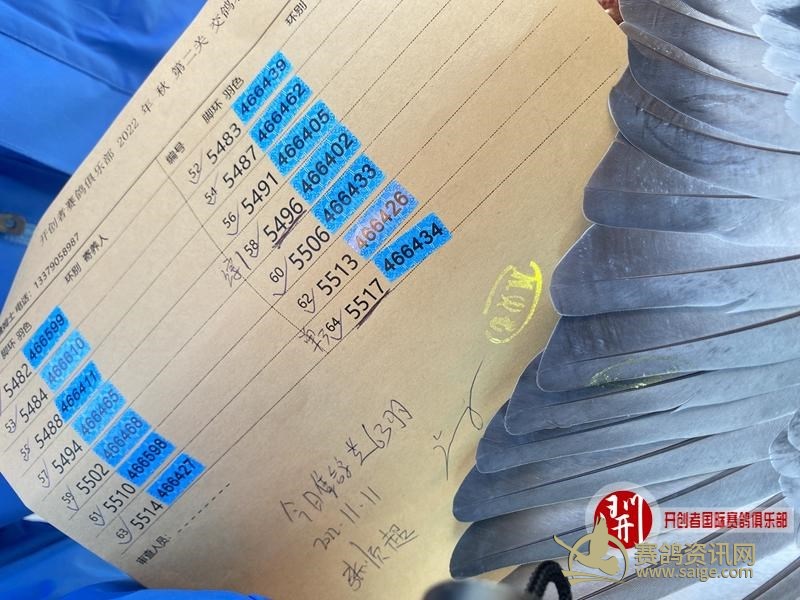 开创者赛鸽俱乐部 2022 年 秋 第二关 交鸽
电话：13379058987
脚环 羽色 环别 寄养人
编号 脚环 羽色 环别
5482 466699
52 5483 466439
53 5484 466610
54 5487 466462
55 5488 466411
56 5491 466405
57 5494 466465
58 5496 466402
59 5502 466468
60 5506 466433
61 5510 466598
62 5513 466426
63 5514 466427
64 5517 466434
审查人员：
今日集鸽共63羽
2022.11.11
开创者国际赛鸽俱乐部
赛鸽资讯网
www.saige.com